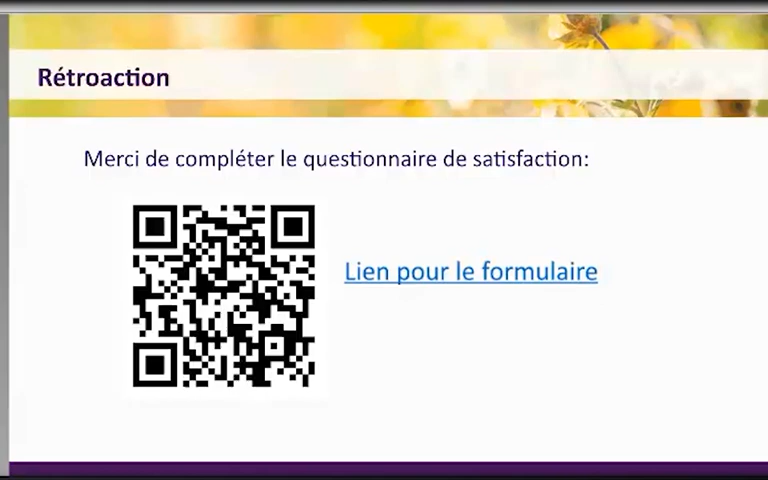 Rétroaction
Merci de compléter le questionnaire de satisfaction:
Lien pour le formulaire